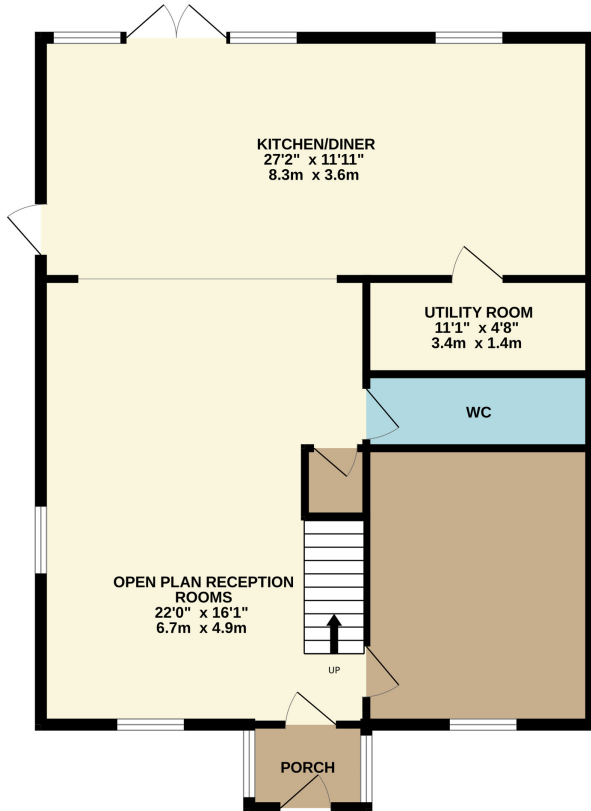 KITCHEN/DINER
27'2" x 11'11"
8.3m x 3.6m
UTILITY ROOM
11'1" x 4'8"
3.4m x 1.4m
WC
OPEN PLAN RECEPTION
ROOMS
22'0" x 16'1"
6.7m x 4.9m
UP
PORCH